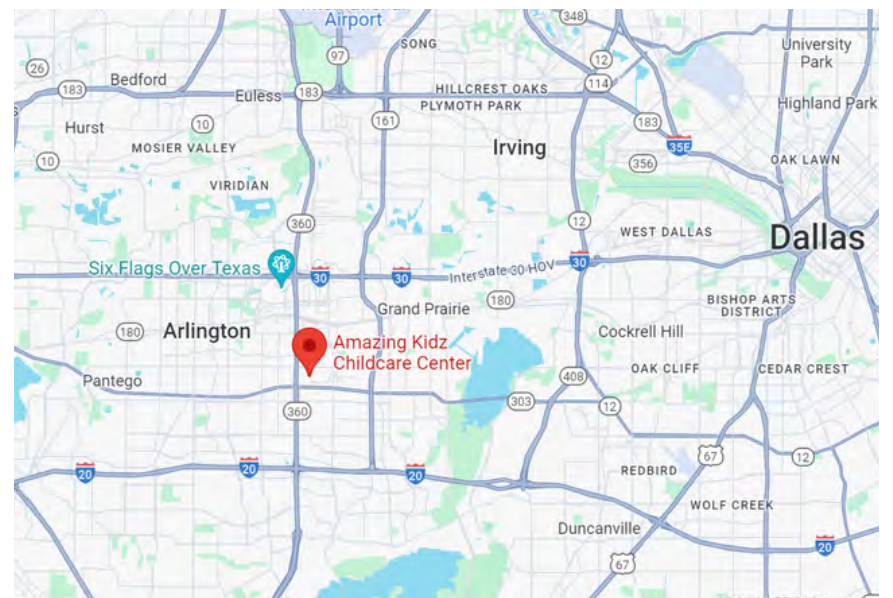 Airport
348
SONG
12
University
Park
97
26
Bedford
183
Euless
183
HILLCREST OAKS
PLYMOTH PARK
114
Highland Park
Hurst
10
161
183
MOSIER VALLEY
Irving
35E
10
356
OAK LAWN
VIRIDIAN
360
12
WEST DALLAS
Dallas
Six Flags Over Texas
30
30
Interstate 30 HOV
30
180
Grand Prairie
BISHOP ARTS
DISTRICT
180
Arlington
Amazing Kidz
Childcare Center
Cockrell Hill
OAK CLIFF
CEDAR CREST
Pantego
408
303
12
360
67
12
20
20
20
REDBIRD
WOLF CREEK
Duncanville
20
67